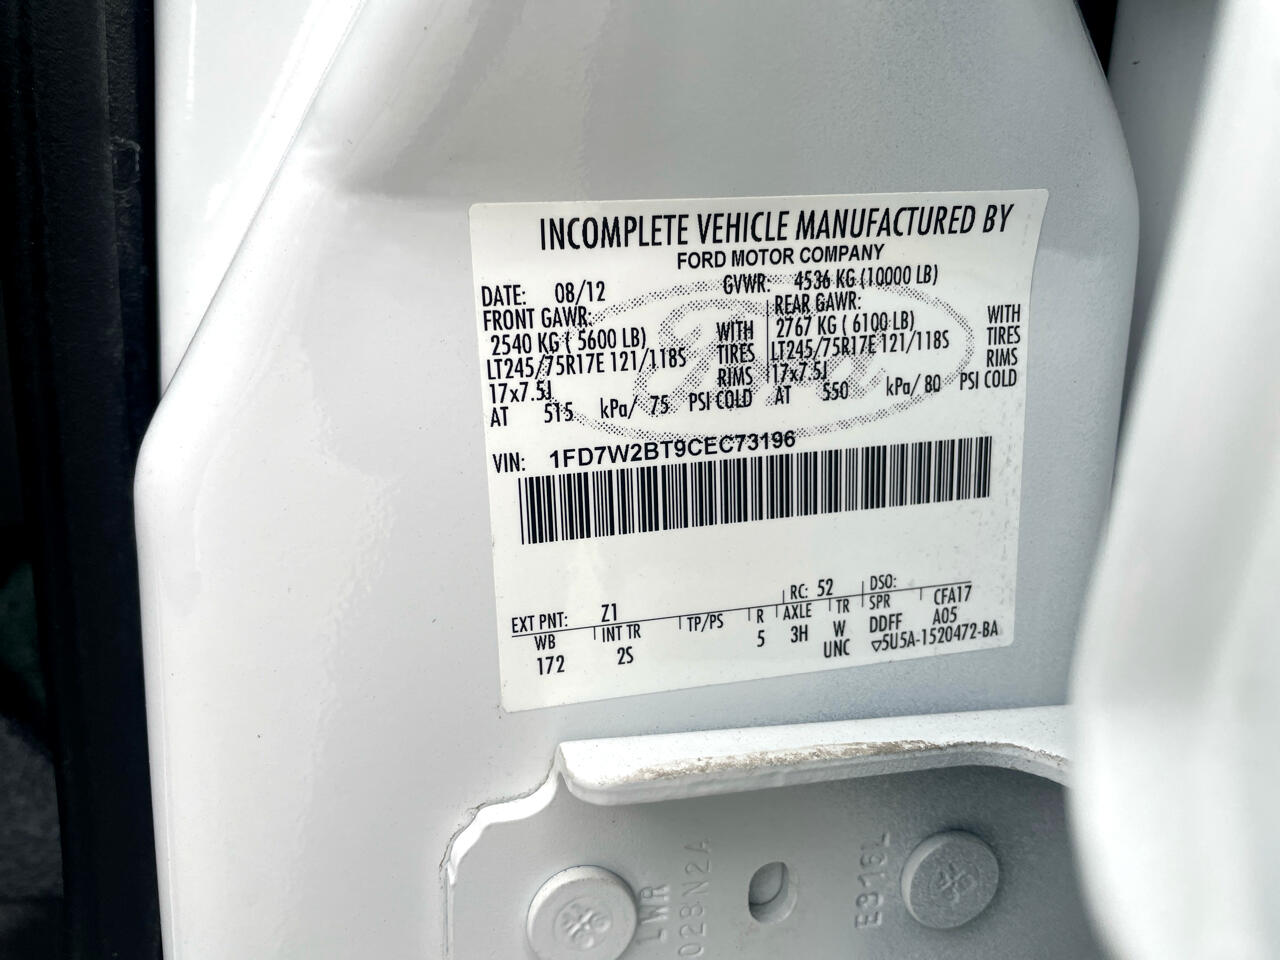 INCOMPLETE VEHICLE MANUFACTURED BY
FORD MOTOR COMPANY
DATE: 08/12 GVWR: 4536 KG (10000 LB)
FRONT GAWR: REAR GAWR:
2540 KG ( 5600 LB) WITH 2767 KG ( 6100 LB) WITH
LT245/75R17E 121/118S TIRES LT245/75R17E 121/118S TIRES
17x7.5J RIMS 17x7.5J RIMS
AT 515 kPa/ 75 PSI COLD AT 550 kPa/ 80 PSI COLD
VIN: 1FD7W2BT9CEC73196
EXT PNT: Z1 RC: 52 DSO:
WB INT TR TP/PS R AXLE TR SPR CFA17
172 2S 5 3H W DDFF A05
UNC ▽5U5A-1520472-BA
LWR
028N2A
E316L